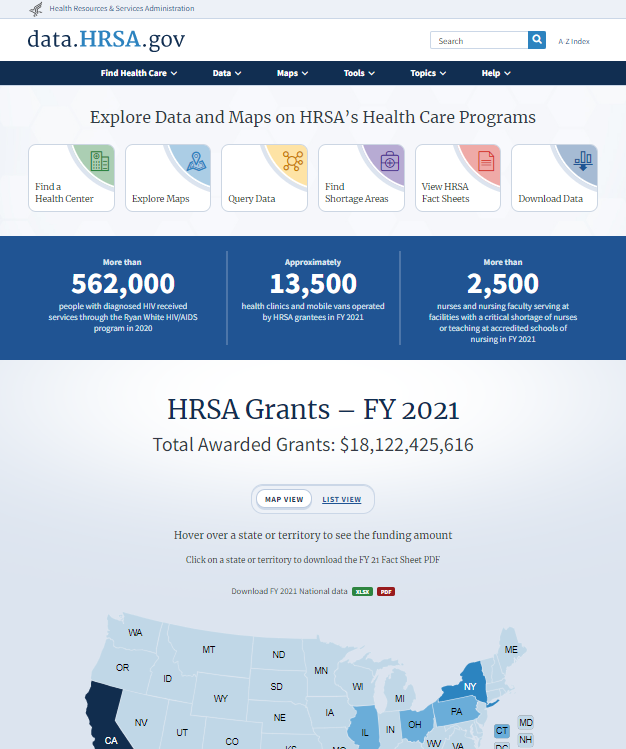 Health Resources & Services Administration
data.HRSA.gov
Search
A-Z Index
Find Health Care
Data
Maps
Tools
Topics
Help
Explore Data and Maps on HRSA's Health Care Programs
Find a
Health Center
Explore Maps
Query Data
Find
Shortage Areas
View HRSA
Fact Sheets
Download Data
More than
562,000
people with diagnosed HIV received
services through the Ryan White HIV/AIDS
program in 2020
Approximately
13,500
health clinics and mobile vans operated
by HRSA grantees in FY 2021
More than
2,500
nurses and nursing faculty serving at
facilities with a critical shortage of nurses
or teaching at accredited schools of
nursing in FY 2021
HRSA Grants – FY 2021
Total Awarded Grants: $18,122,425,616
MAP VIEW
LIST VIEW
Hover over a state or territory to see the funding amount
Click on a state or territory to download the FY 21 Fact Sheet PDF
Download FY 2021 National data XLSX PDF
WA
MT
ND
MN
ME
OR
ID
SD
WI
MI
NY
WY
NE
IA
PA
NV
UT
CO
IL
IN
OH
CT
MD
NH
CA
WV
VA